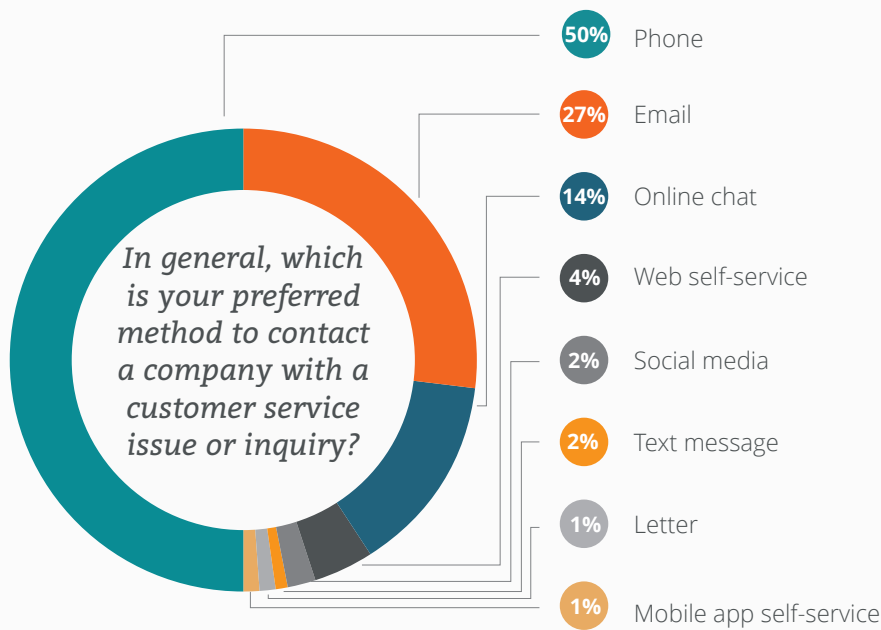 In general, which
is your preferred
method to contact
a company with a
customer service
issue or inquiry?
50% Phone
27% Email
14% Online chat
4% Web self-service
2% Social media
2% Text message
1% Letter
1% Mobile app self-service